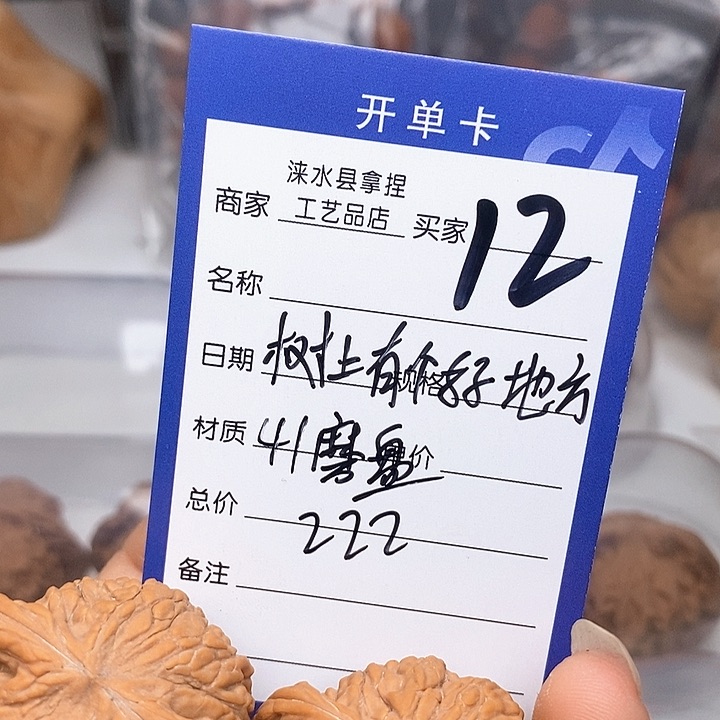 开单卡
涞水县拿捏
商家 工艺品店 买家 12
名称
日期 树上有个好地方 规格
材质 41磨盘 单价
总价 222
备注